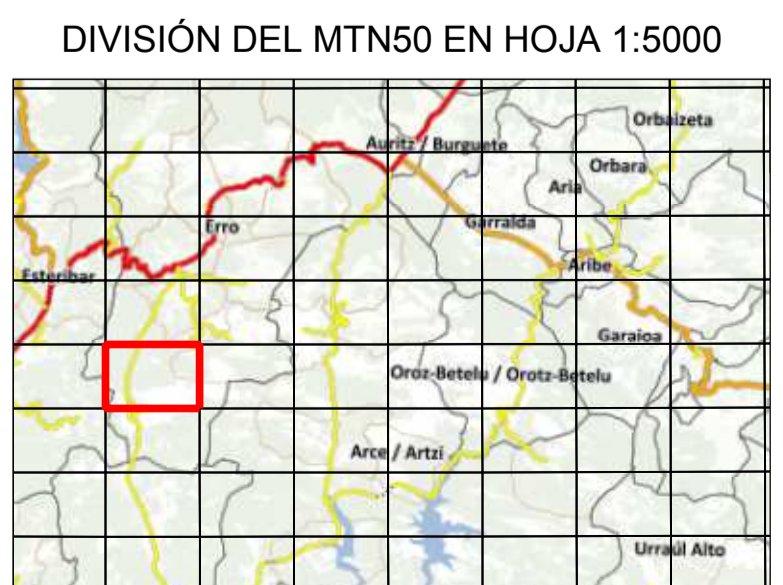 DIVISIÓN DEL MTN50 EN HOJA 1:5000
Orbaizeta
Auritz / Burguete
Orbara
Aria
Garralda
Erro
Aribe
Esteribar
Garaioa
Oroz-Betelu / Orotz-Betelu
Arce / Artzi
Urraúl Alto